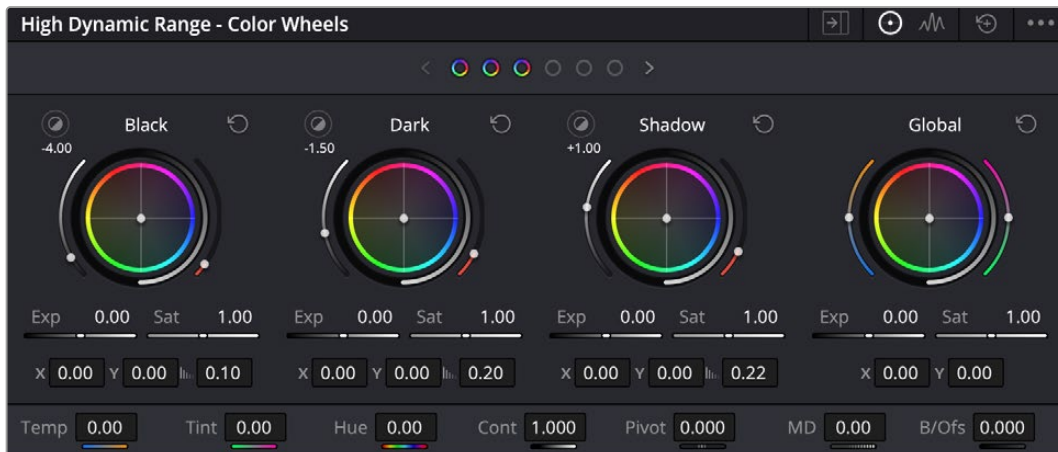 High Dynamic Range - Color Wheels
Black Dark Shadow Global
-4.00 -1.50 +1.00
Exp 0.00 Sat 1.00 Exp 0.00 Sat 1.00 Exp 0.00 Sat 1.00 Exp 0.00 Sat 1.00
X 0.00 Y 0.00 0.10 X 0.00 Y 0.00 0.20 X 0.00 Y 0.00 0.22 X 0.00 Y 0.00
Temp 0.00 Tint 0.00 Hue 0.00 Cont 1.000 Pivot 0.000 MD 0.00 B/Ofs 0.000